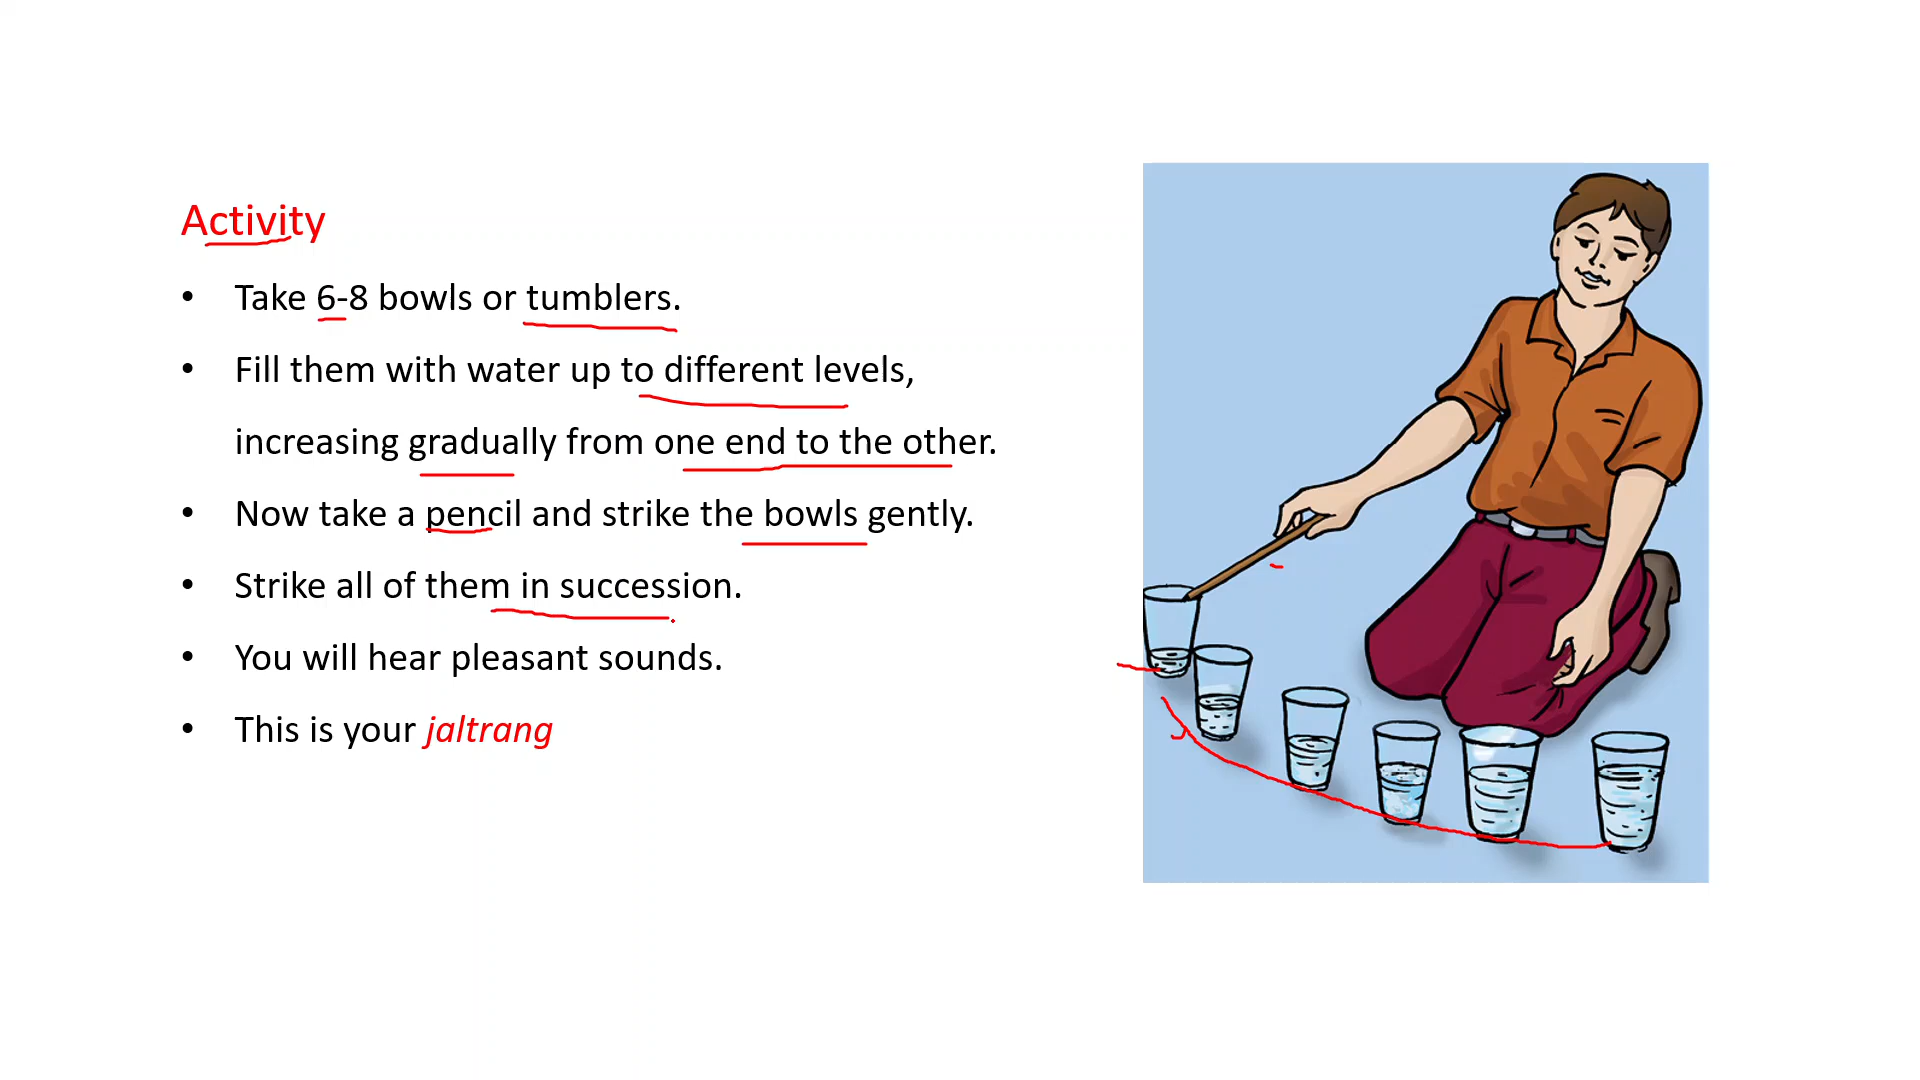 Activity
• Take 6-8 bowls or tumblers.
• Fill them with water up to different levels,
increasing gradually from one end to the other.
• Now take a pencil and strike the bowls gently.
• Strike all of them in succession.
• You will hear pleasant sounds.
• This is your jaltrang